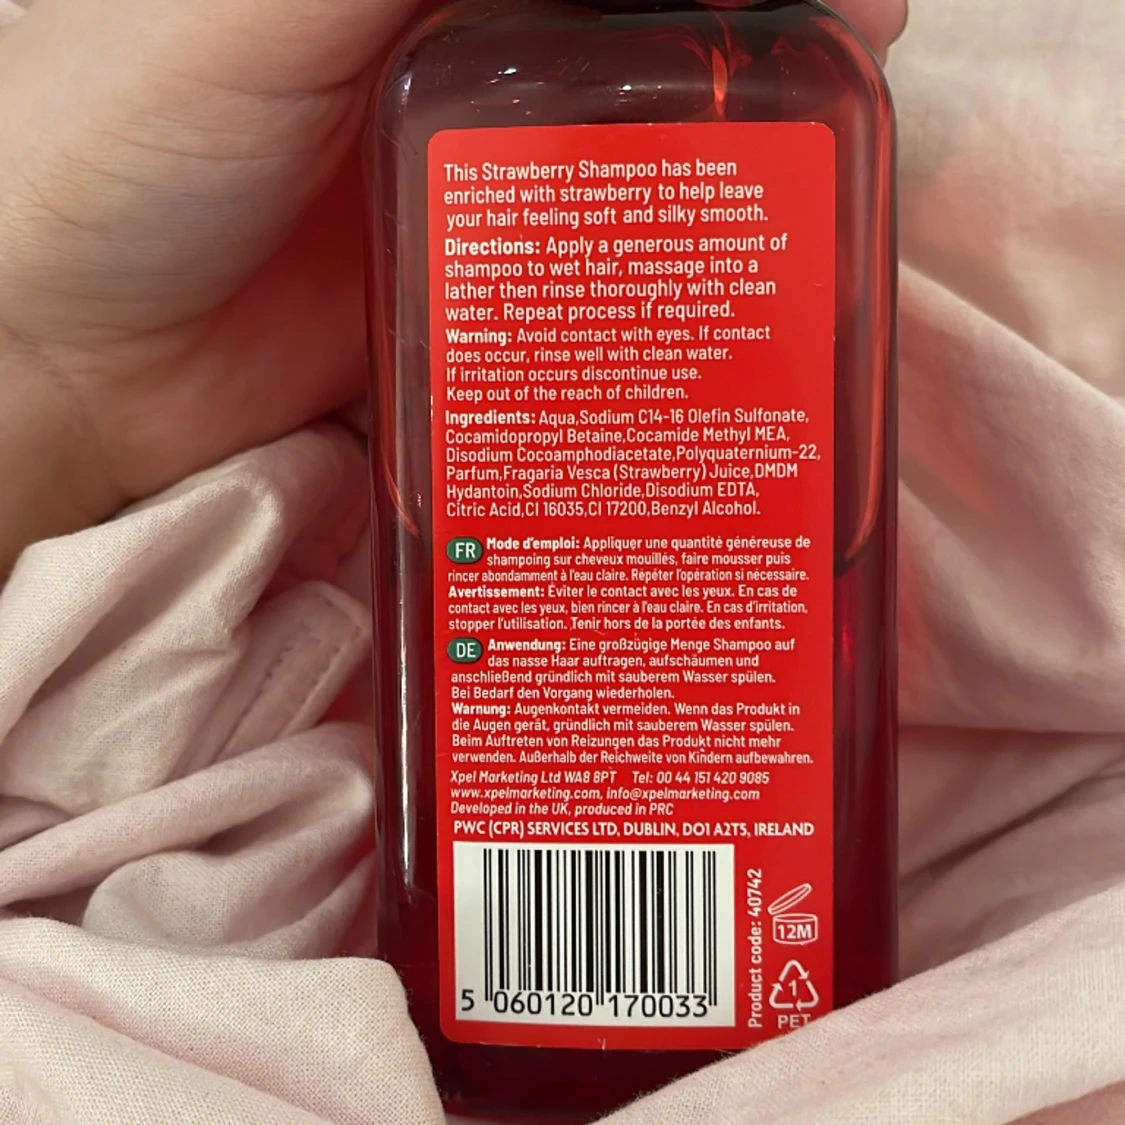 This Strawberry Shampoo has been
enriched with strawberry to help leave
your hair feeling soft and silky smooth.
Directions: Apply a generous amount of
shampoo to wet hair, massage into a
lather then rinse thoroughly with clean
water. Repeat process if required.
Warning: Avoid contact with eyes. If contact
does occur, rinse well with clean water.
If irritation occurs discontinue use.
Keep out of the reach of children.
Ingredients: Aqua,Sodium C14-16 Olefin Sulfonate,
Cocamidopropyl Betaine,Cocamide Methyl MEA,
Disodium Cocoamphodiacetate,Polyquaternium-22,
Parfum,Fragaria Vesca (Strawberry) Juice,DMDM
Hydantoin,Sodium Chloride,Disodium EDTA,
Citric Acid,CI 16035,CI 17200,Benzyl Alcohol.
FR Mode d'emploi: Appliquer une quantité généreuse de
shampoing sur cheveux mouillés, faire mousser puis
rincer abondamment à l'eau claire. Répéter l'opération si nécessaire.
Avertissement: Éviter le contact avec les yeux. En cas de
contact avec les yeux, bien rincer à l'eau claire. En cas d'irritation,
stopper l'utilisation. Tenir hors de la portée des enfants.
DE Anwendung: Eine großzügige Menge Shampoo auf
das nasse Haar auftragen, aufschäumen und
anschließend gründlich mit sauberem Wasser spülen.
Bei Bedarf den Vorgang wiederholen.
Warnung: Augenkontakt vermeiden. Wenn das Produkt in
die Augen gerät, gründlich mit sauberem Wasser spülen.
Beim Auftreten von Reizungen das Produkt nicht mehr
verwenden. Außerhalb der Reichweite von Kindern aufbewahren.
Xpel Marketing Ltd WA8 8PT Tel: 00 44 151 420 9085
www.xpelmarketing.com, info@xpelmarketing.com
Developed in the UK, produced in PRC
PWC (CPR) SERVICES LTD, DUBLIN, DO1 A2T5, IRELAND
5 060120 170033
Product code: 40742
12M
1
PET